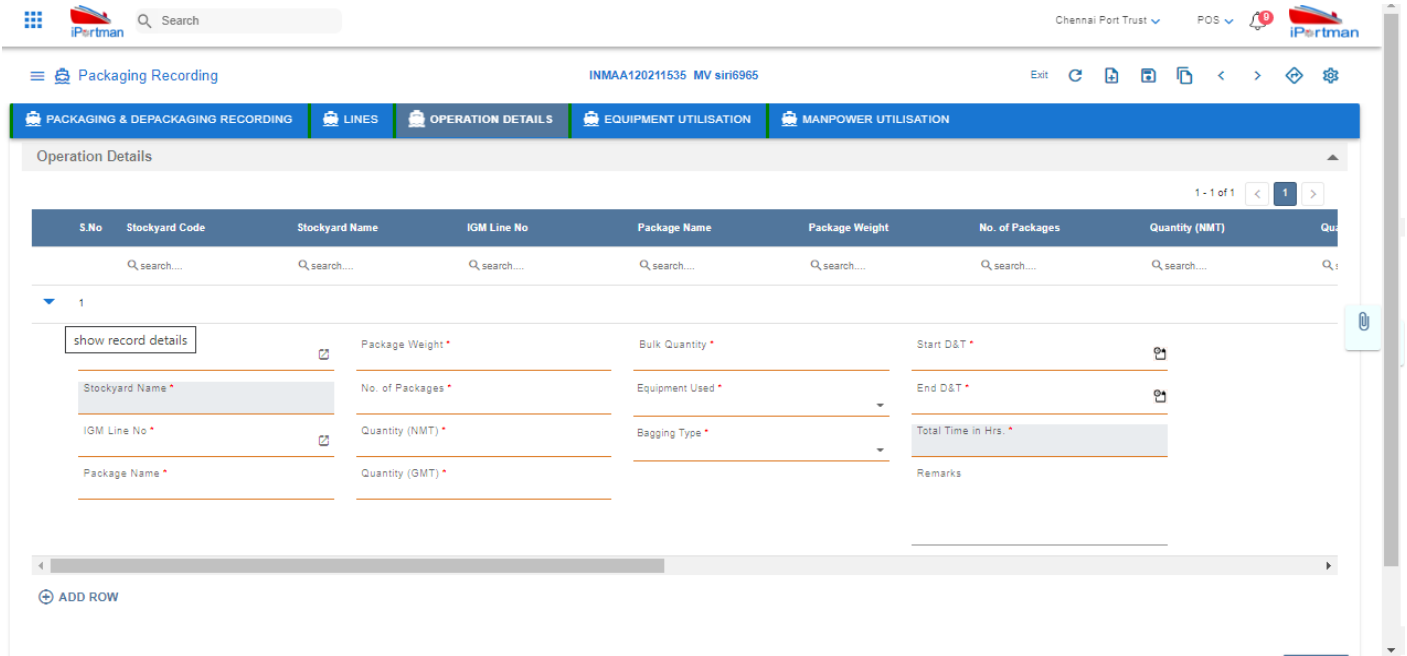 iPortman
Search
Chennai Port Trust
POS
9
iPortman
Packaging Recording
INMAA120211535 MV siri6965
Exit
PACKAGING & DEPACKAGING RECORDING
LINES
OPERATION DETAILS
EQUIPMENT UTILISATION
MANPOWER UTILISATION
Operation Details
1 - 1 of 1 < 1 >
S.No Stockyard Code Stockyard Name IGM Line No Package Name Package Weight No. of Packages Quantity (NMT) Qua
search.... search.... search.... search.... search.... search.... search....
1
show record details
Package Weight * Bulk Quantity * Start D&T *
Stockyard Name * No. of Packages * Equipment Used * End D&T *
IGM Line No * Quantity (NMT) * Bagging Type * Total Time in Hrs. *
Package Name * Quantity (GMT) * Remarks
ADD ROW